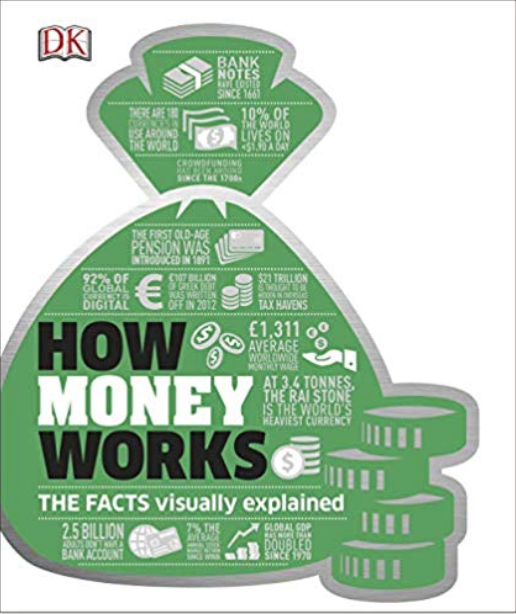 DK
BANK
NOTES
HAVE EXISTED
SINCE 1661
THERE ARE 180
CURRENCIES IN
USE AROUND
THE WORLD
10% OF
THE WORLD
LIVES ON
<$1.90 A DAY
CROWDFUNDING
HAS BEEN AROUND
SINCE THE 1700s
THE FIRST OLD-AGE
PENSION WAS
INTRODUCED IN 1891
92% OF
GLOBAL
CURRENCY IS
DIGITAL
€
€107 BILLION
OF GREEK DEBT
WAS WRITTEN
OFF IN 2012
$21 TRILLION
IS THOUGHT TO BE
HIDDEN IN OVERSEAS
TAX HAVENS
HOW
MONEY
WORKS
£1,311
AVERAGE
WORLDWIDE
MONTHLY WAGE
AT 3.4 TONNES,
THE RAI STONE
IS THE WORLD'S
HEAVIEST CURRENCY
THE FACTS visually explained
2.5 BILLION
ADULTS DON'T HAVE A
BANK ACCOUNT
7% THE
AVERAGE
GLOBAL GDP
HAS MORE THAN
DOUBLED
SINCE 1970